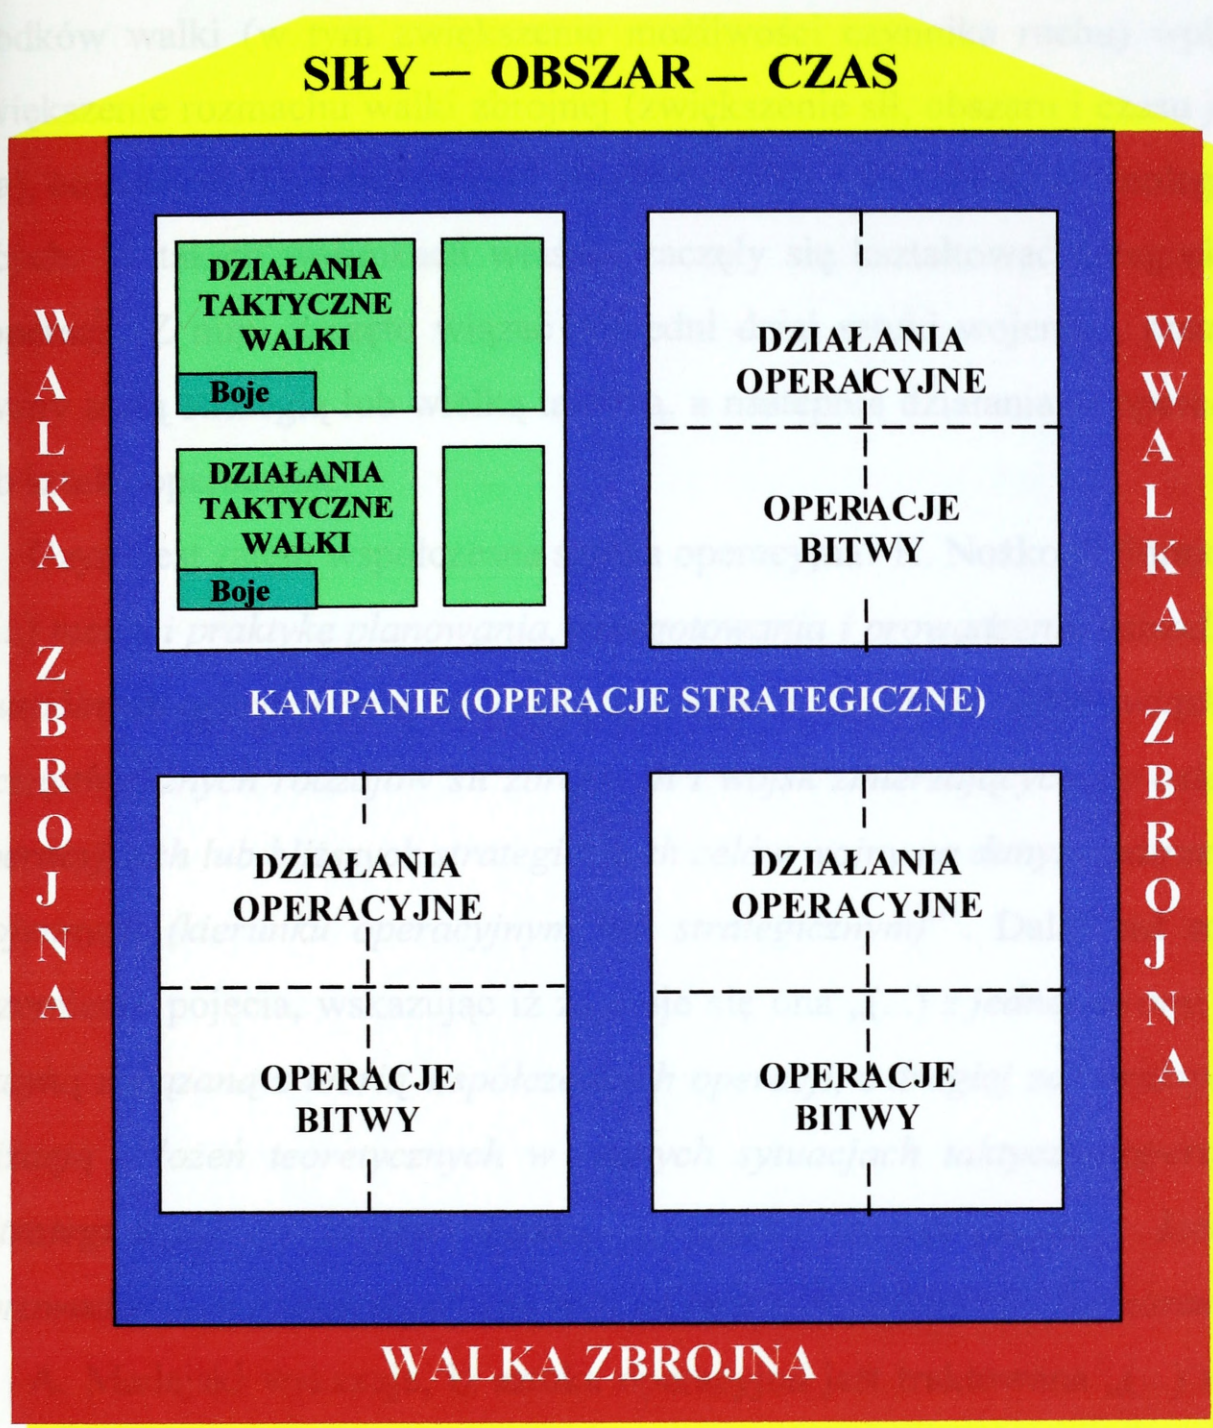 SIŁY — OBSZAR — CZAS
WALKA ZBROJNA
DZIAŁANIA
TAKTYCZNE
WALKI
Boje
DZIAŁANIA
TAKTYCZNE
WALKI
Boje
DZIAŁANIA
OPERACYJNE
OPERACJE
BITWY
WWALKA ZBROJNA
KAMPANIE (OPERACJE STRATEGICZNE)
DZIAŁANIA
OPERACYJNE
OPERACJE
BITWY
DZIAŁANIA
OPERACYJNE
OPERACJE
BITWY
WALKA ZBROJNA